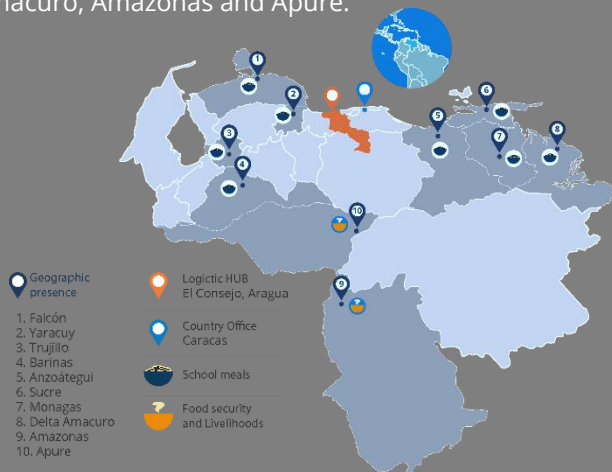 nacuro, Amazonas and Apure.
1
2
3
4
5
6
7
8
10
9
Geographic
presence
1. Falcón
2. Yaracuy
3. Trujillo
4. Barinas
5. Anzoátegui
6. Sucre
7. Monagas
8. Delta Amacuro
9. Amazonas
10. Apure
Logictic HUB
El Consejo, Aragua
Country Office
Caracas
School meals
Food security
and Livelihoods